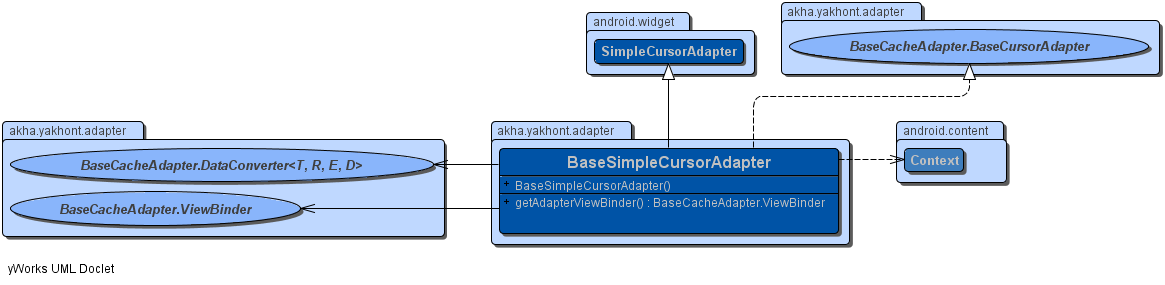 android.widget
SimpleCursorAdapter
akha.yakhont.adapter
BaseCacheAdapter.BaseCursorAdapter
akha.yakhont.adapter
BaseCacheAdapter.DataConverter<T, R, E, D>
BaseCacheAdapter.ViewBinder
akha.yakhont.adapter
BaseSimpleCursorAdapter
+ BaseSimpleCursorAdapter()
+ getAdapterViewBinder() : BaseCacheAdapter.ViewBinder
android.content
Context
yWorks UML Doclet